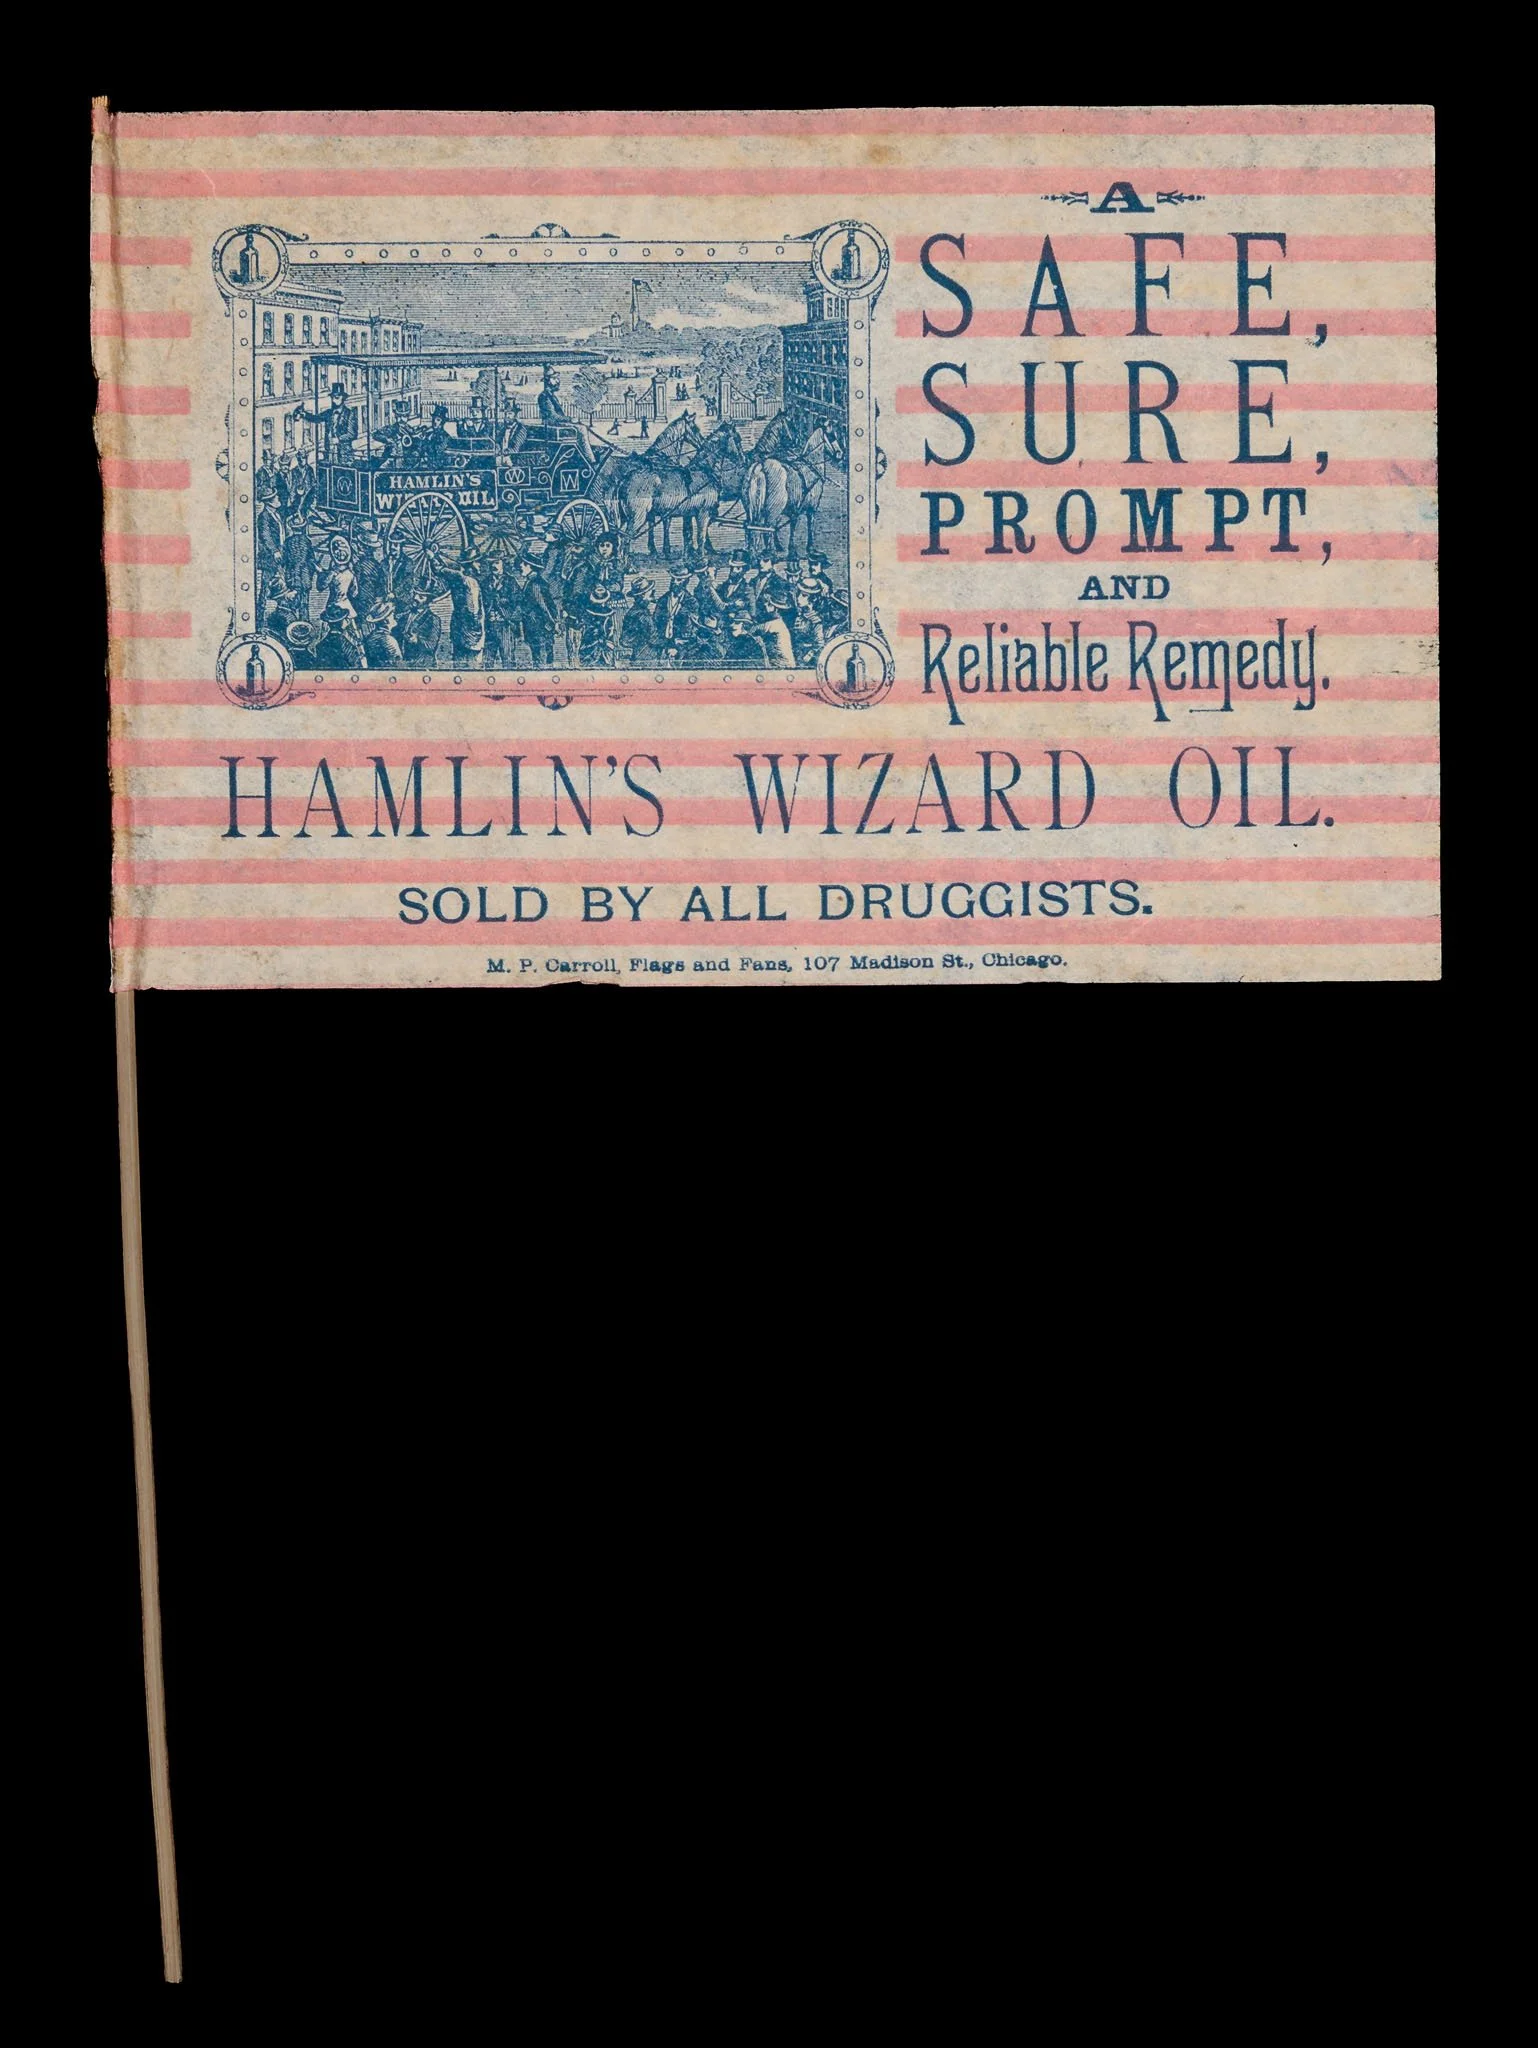 A
SAFE,
SURE,
PROMPT,
AND
Reliable Remedy.
HAMLIN'S
WIZARD OIL
W
W
W
HAMLIN'S WIZARD OIL.
SOLD BY ALL DRUGGISTS.
M. P. Carroll, Flags and Fans, 107 Madison St., Chicago.